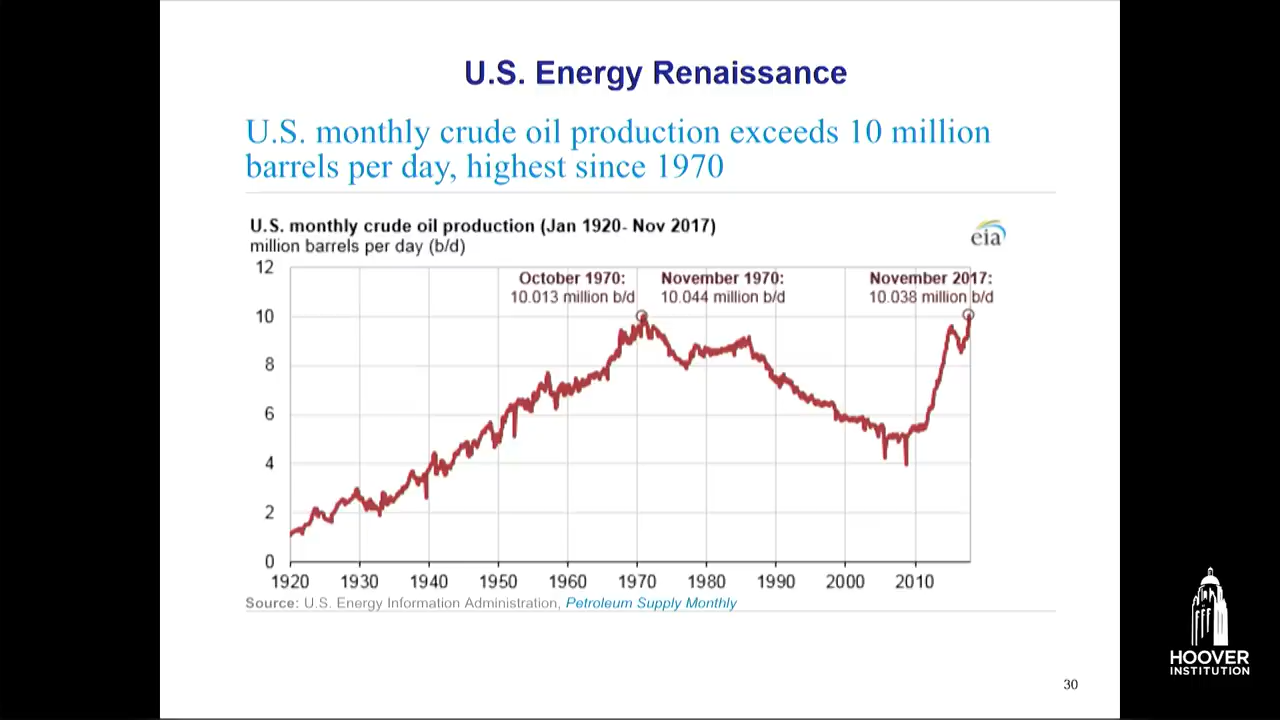 U.S. Energy Renaissance
U.S. monthly crude oil production exceeds 10 million
barrels per day, highest since 1970
U.S. monthly crude oil production (Jan 1920- Nov 2017)
million barrels per day (b/d)
eia
October 1970:
10.013 million b/d
November 1970:
10.044 million b/d
November 2017:
10.038 million b/d
12
10
8
6
4
2
0
1920 1930 1940 1950 1960 1970 1980 1990 2000 2010
Source: U.S. Energy Information Administration, Petroleum Supply Monthly
HOOVER
INSTITUTION
30